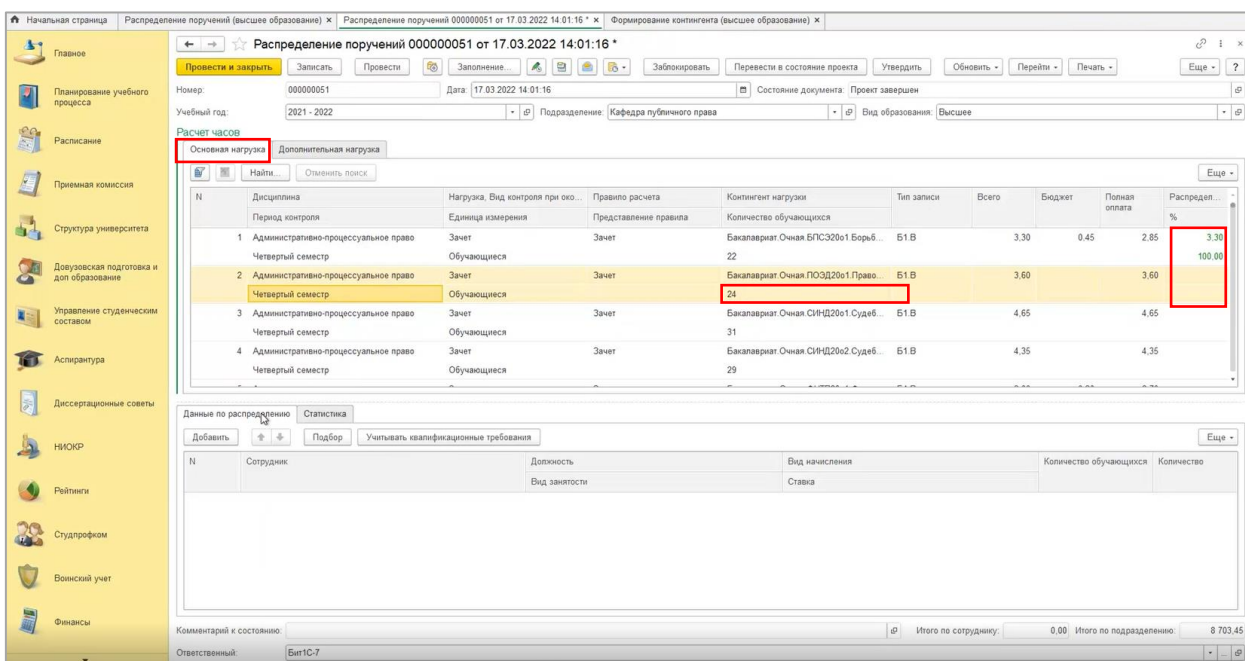 Начальная страница Распределение поручений (высшее образование) × Распределение поручений 000000051 от 17.03.2022 14:01:16 * × Формирование контингента (высшее образование) ×
Главное
Планирование учебного процесса
Расписание
Приемная комиссия
Структура университета
Довузовская подготовка и доп образование
Управление студенческим составом
Аспирантура
Диссертационные советы
НИОКР
Рейтинги
Студпрофком
Воинский учет
Финансы
Распределение поручений 000000051 от 17.03.2022 14:01:16 *
Провести и закрыть Записать Провести Заполнение... Заблокировать Перевести в состояние проекта Утвердить Обновить Перейти Печать Еще ?
Номер: 000000051 Дата: 17.03.2022 14:01:16 Состояние документа: Проект завершен
Учебный год: 2021 - 2022 Подразделение: Кафедра публичного права Вид образования: Высшее
Расчет часов
Основная нагрузка Дополнительная нагрузка
Найти... Отменить поиск Еще
N Дисциплина Нагрузка, Вид контроля при око... Правило расчета Контингент нагрузки Тип записи Всего Бюджет Полная оплата Распредел...
Период контроля Единица измерения Представление правила Количество обучающихся %
1 Административно-процессуальное право Зачет Зачет Бакалавриат.Очная.БПСЭ20о1.Борьб... Б1.В 3,30 0,45 2,85 3,30
Четвертый семестр Обучающиеся 22 100,00
2 Административно-процессуальное право Зачет Зачет Бакалавриат.Очная.ПОЭД20о1.Право... Б1.В 3,60 3,60
Четвертый семестр Обучающиеся 24
3 Административно-процессуальное право Зачет Зачет Бакалавриат.Очная.СИНД20о1.Судеб... Б1.В 4,65 4,65
Четвертый семестр Обучающиеся 31
4 Административно-процессуальное право Зачет Зачет Бакалавриат.Очная.СИНД20о2.Судеб... Б1.В 4,35 4,35
Четвертый семестр Обучающиеся 29
Данные по распределению Статистика
Добавить Подбор Учитывать квалификационные требования Еще
N Сотрудник Должность Вид начисления Количество обучающихся Количество
Вид занятости Ставка
Комментарий к состоянию: Итого по сотруднику: 0,00 Итого по подразделению: 8 703,45
Ответственный: Бит1С-7